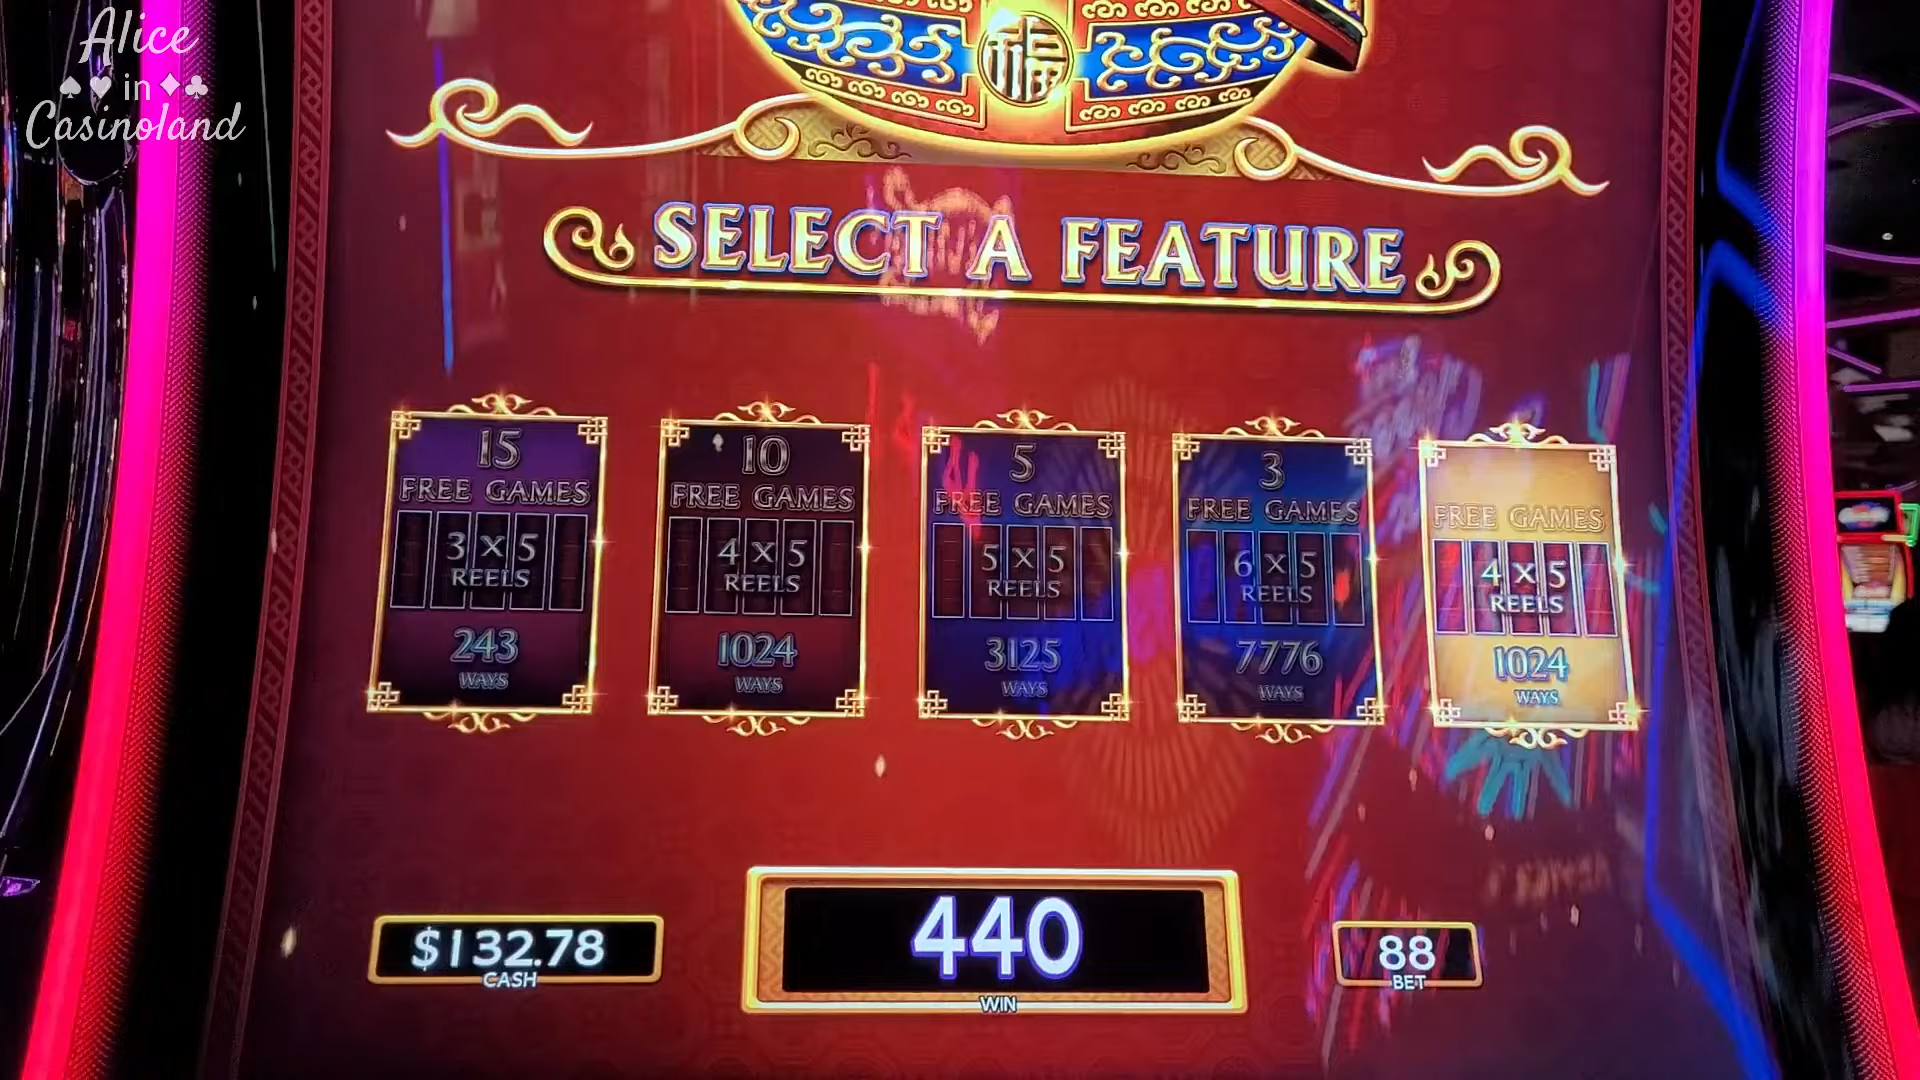 Alice
in
Casinoland
福
SELECT A FEATURE
15
FREE GAMES
3 X 5
REELS
243
WAYS
10
FREE GAMES
4 X 5
REELS
1024
WAYS
5
FREE GAMES
5 X 5
REELS
3125
WAYS
3
FREE GAMES
6 X 5
REELS
7776
WAYS
FREE GAMES
4 X 5
REELS
1024
WAYS
$132.78
CASH
440
WIN
88
BET